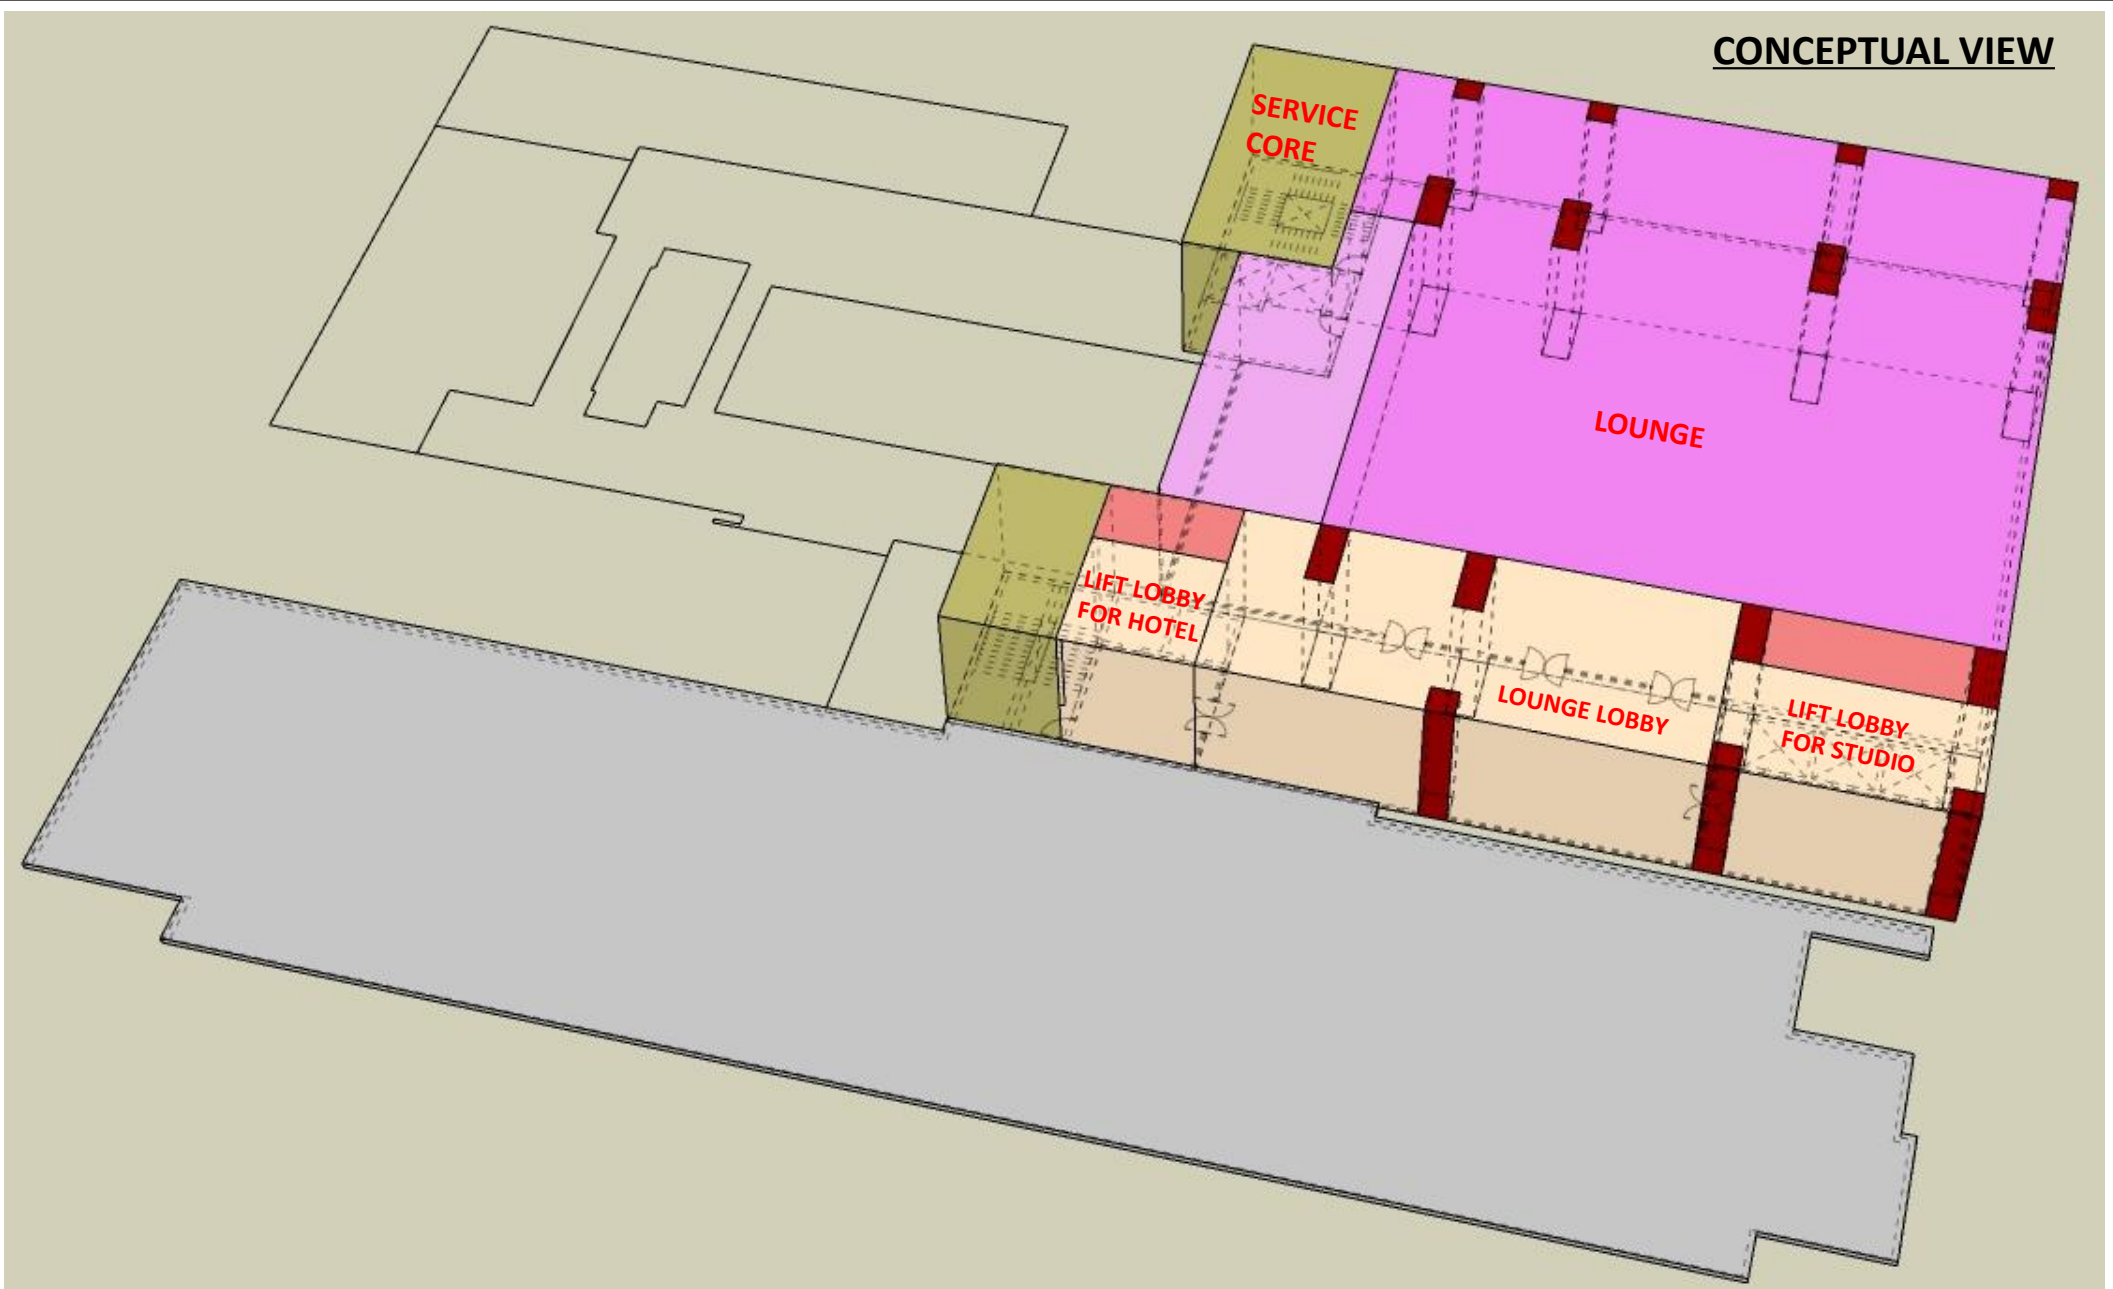 CONCEPTUAL VIEW
SERVICE
CORE
LOUNGE
LIFT LOBBY
FOR HOTEL
LOUNGE LOBBY
LIFT LOBBY
FOR STUDIO